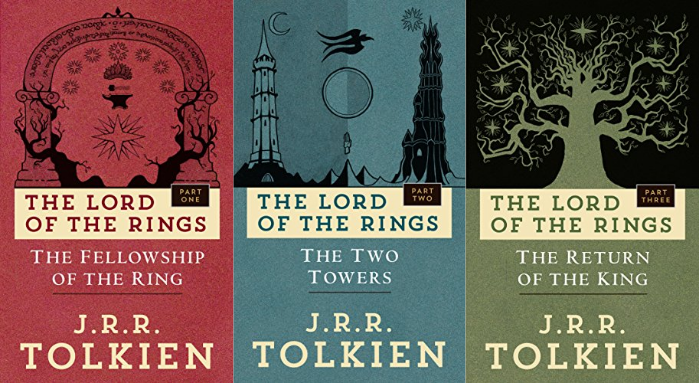 THE LORD
OF THE RINGS
PART
ONE
THE FELLOWSHIP
OF THE RING
J.R.R.
TOLKIEN
THE LORD
OF THE RINGS
PART
TWO
THE TWO
TOWERS
J.R.R.
TOLKIEN
THE LORD
OF THE RINGS
PART
THREE
THE RETURN
OF THE KING
J.R.R.
TOLKIEN